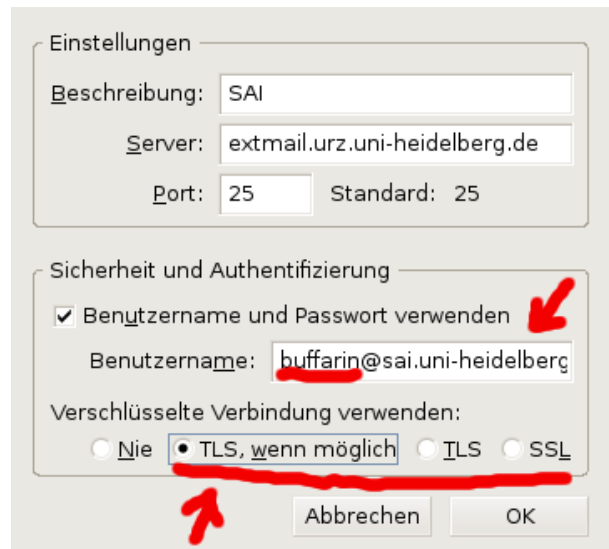 Einstellungen
Beschreibung: SAI
Server: extmail.urz.uni-heidelberg.de
Port: 25 Standard: 25
Sicherheit und Authentifizierung
Benutzername und Passwort verwenden
Benutzername: buffarin@sai.uni-heidelberg
Verschlüsselte Verbindung verwenden:
Nie TLS, wenn möglich TLS SSL
Abbrechen OK